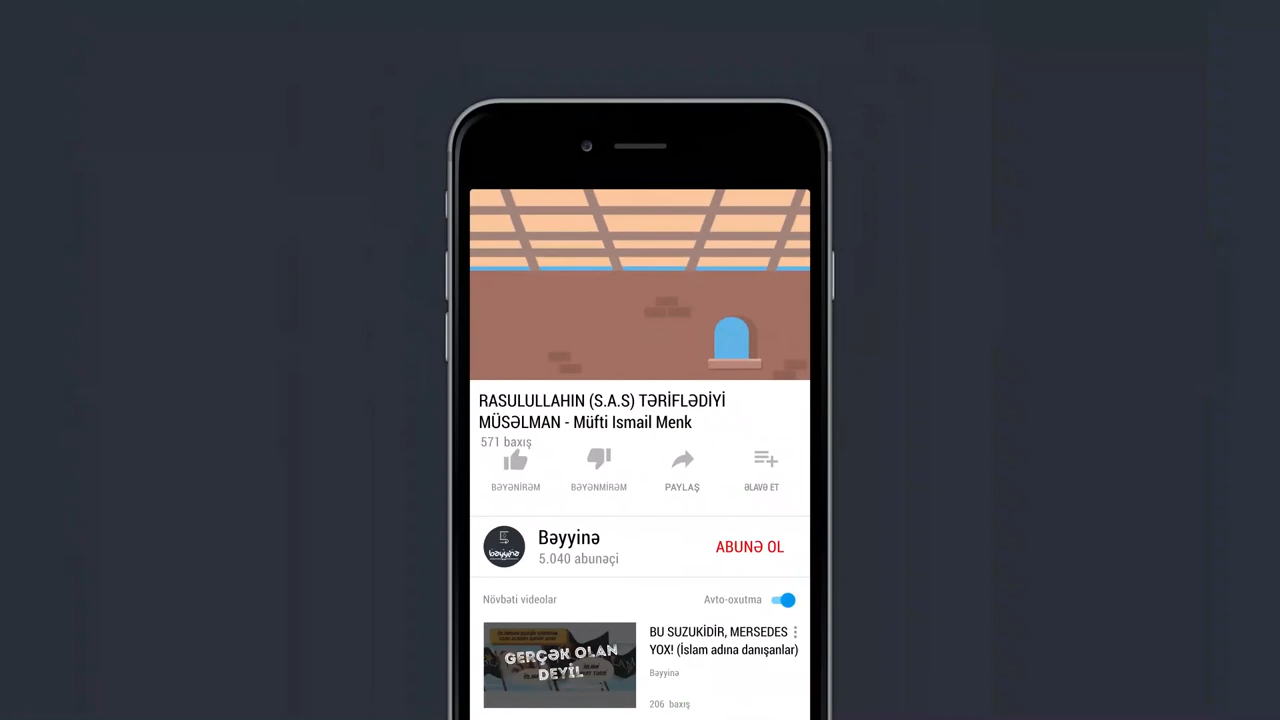 RASULULLAHIN (S.A.S) TƏRİFLƏDİYİ
MÜSƏLMAN - Müfti Ismail Menk
571 baxış
BƏYƏNİRƏM
BƏYƏNMİRƏM
PAYLAŞ
ƏLAVƏ ET
bəyyinə
Bəyyinə
5.040 abunəçi
ABUNƏ OL
Növbəti videolar
Avto-oxutma
GERÇƏK OLAN
DEYİL
BU SUZUKİDİR, MERSEDES
YOX! (İslam adına danışanlar)
Bəyyinə
206 baxış